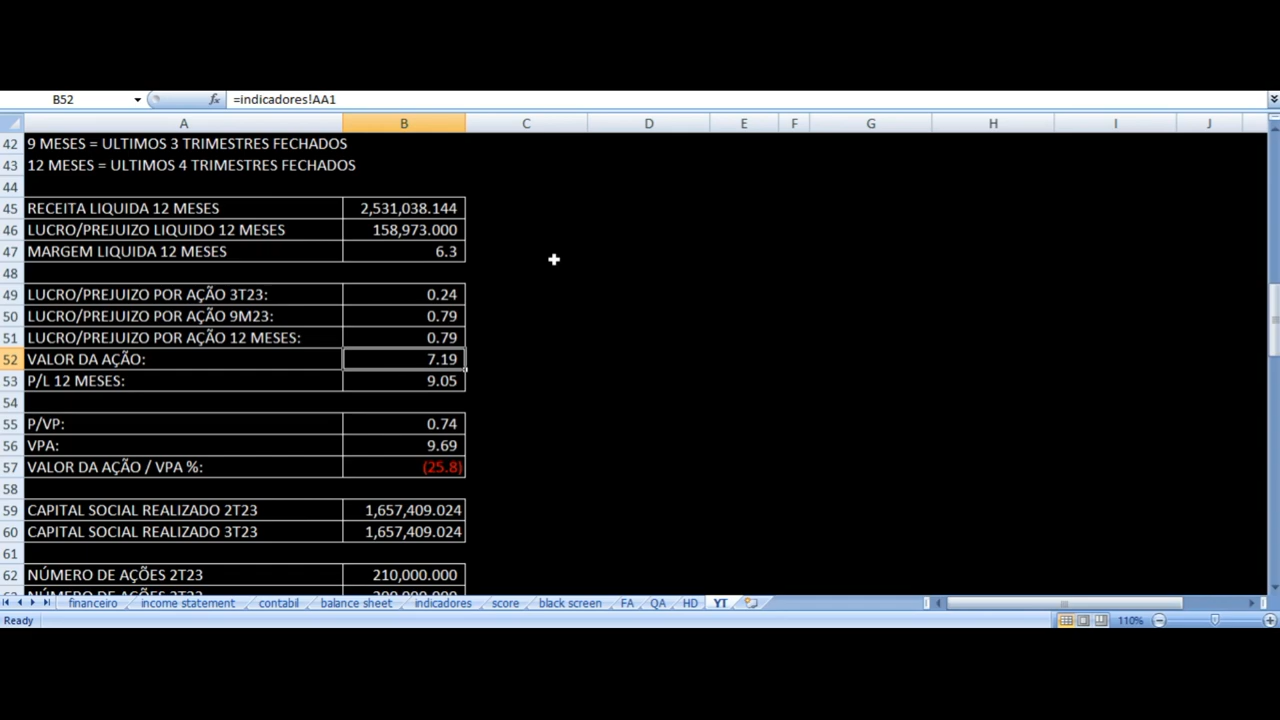 B52 fx =indicadores!AA1
A B C D E F G H I J
42 9 MESES = ULTIMOS 3 TRIMESTRES FECHADOS
43 12 MESES = ULTIMOS 4 TRIMESTRES FECHADOS
44
45 RECEITA LIQUIDA 12 MESES 2,531,038.144
46 LUCRO/PREJUIZO LIQUIDO 12 MESES 158,973.000
47 MARGEM LIQUIDA 12 MESES 6.3
48
49 LUCRO/PREJUIZO POR AÇÃO 3T23: 0.24
50 LUCRO/PREJUIZO POR AÇÃO 9M23: 0.79
51 LUCRO/PREJUIZO POR AÇÃO 12 MESES: 0.79
52 VALOR DA AÇÃO: 7.19
53 P/L 12 MESES: 9.05
54
55 P/VP: 0.74
56 VPA: 9.69
57 VALOR DA AÇÃO / VPA %: (25.8)
58
59 CAPITAL SOCIAL REALIZADO 2T23 1,657,409.024
60 CAPITAL SOCIAL REALIZADO 3T23 1,657,409.024
61
62 NÚMERO DE AÇÕES 2T23 210,000.000
financeiro income statement contabil balance sheet indicadores score black screen FA QA HD YT
Ready 110%